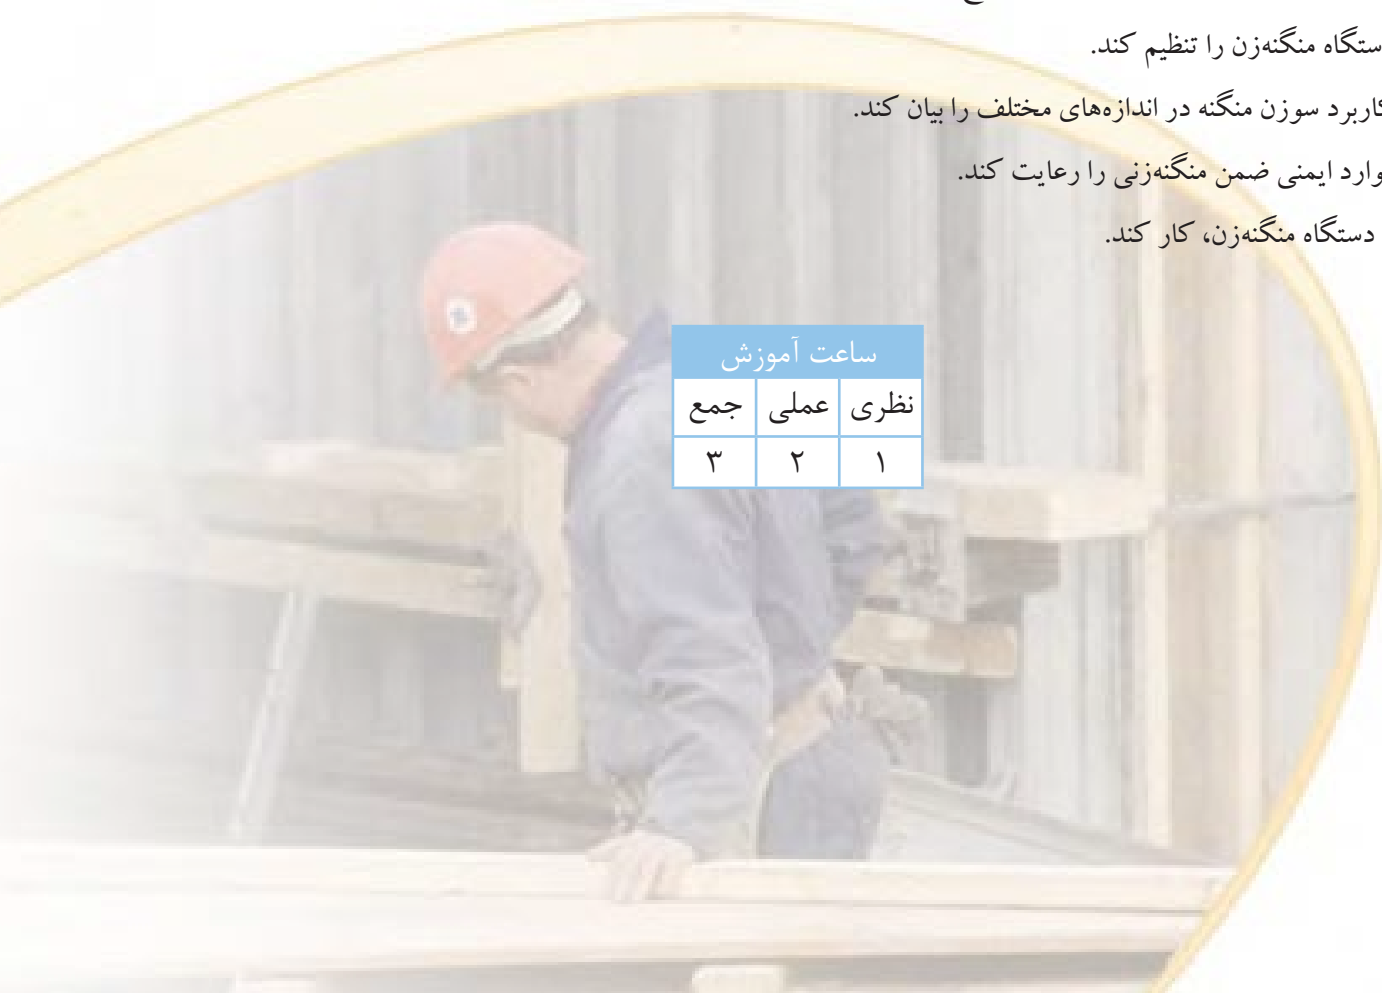 ستگاه منگنه‌زن را تنظیم کند.
کاربرد سوزن منگنه در اندازه‌های مختلف را بیان کند.
وارد ایمنی ضمن منگنه‌زنی را رعایت کند.
دستگاه منگنه‌زن، کار کند.
ساعت آموزش
نظری عملی جمع
۱ ۲ ۳